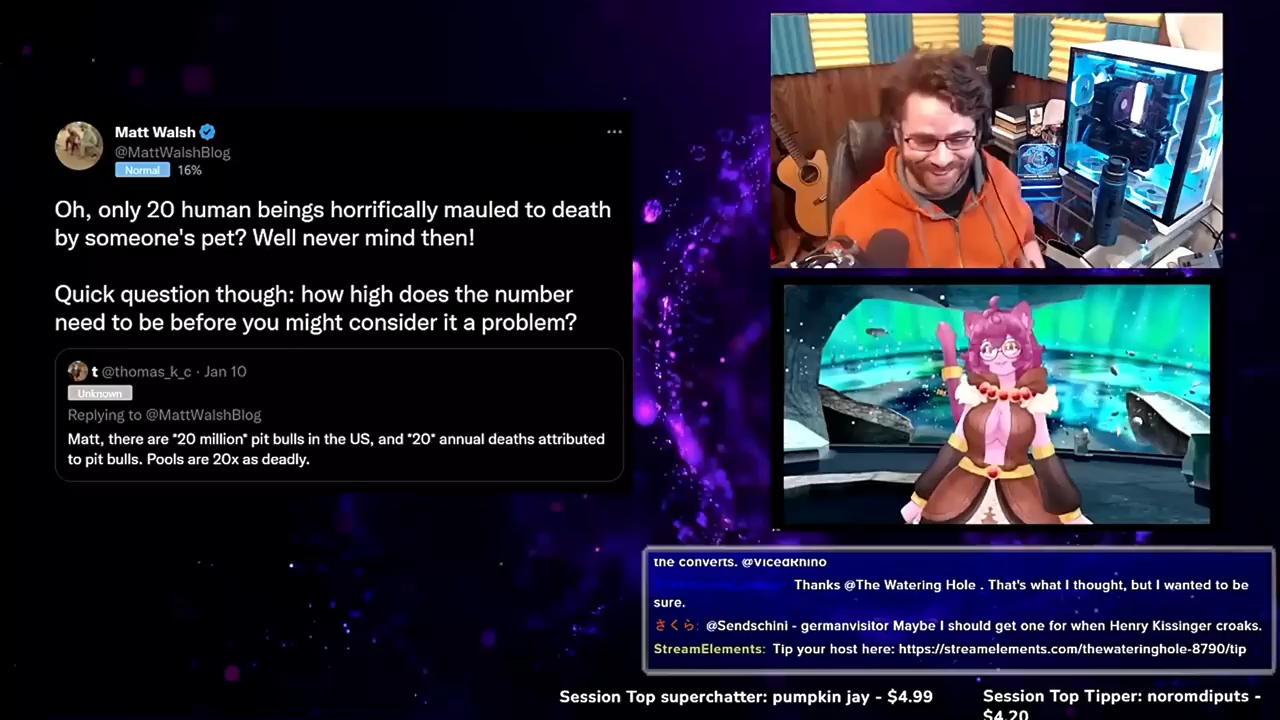 Matt Walsh
@MattWalshBlog
Normal 16%
Oh, only 20 human beings horrifically mauled to death
by someone's pet? Well never mind then!
Quick question though: how high does the number
need to be before you might consider it a problem?
t @thomas_k_c · Jan 10
Unknown
Replying to @MattWalshBlog
Matt, there are *20 million* pit bulls in the US, and *20* annual deaths attributed
to pit bulls. Pools are 20x as deadly.
the converts. @VicedRhino
Thanks @The Watering Hole . That's what I thought, but I wanted to be
sure.
さくら: @Sendschini - germanvisitor Maybe I should get one for when Henry Kissinger croaks.
StreamElements: Tip your host here: https://streamelements.com/thewateringhole-8790/tip
Session Top superchatter: pumpkin jay - $4.99
Session Top Tipper: noromdiputs -
$4.20